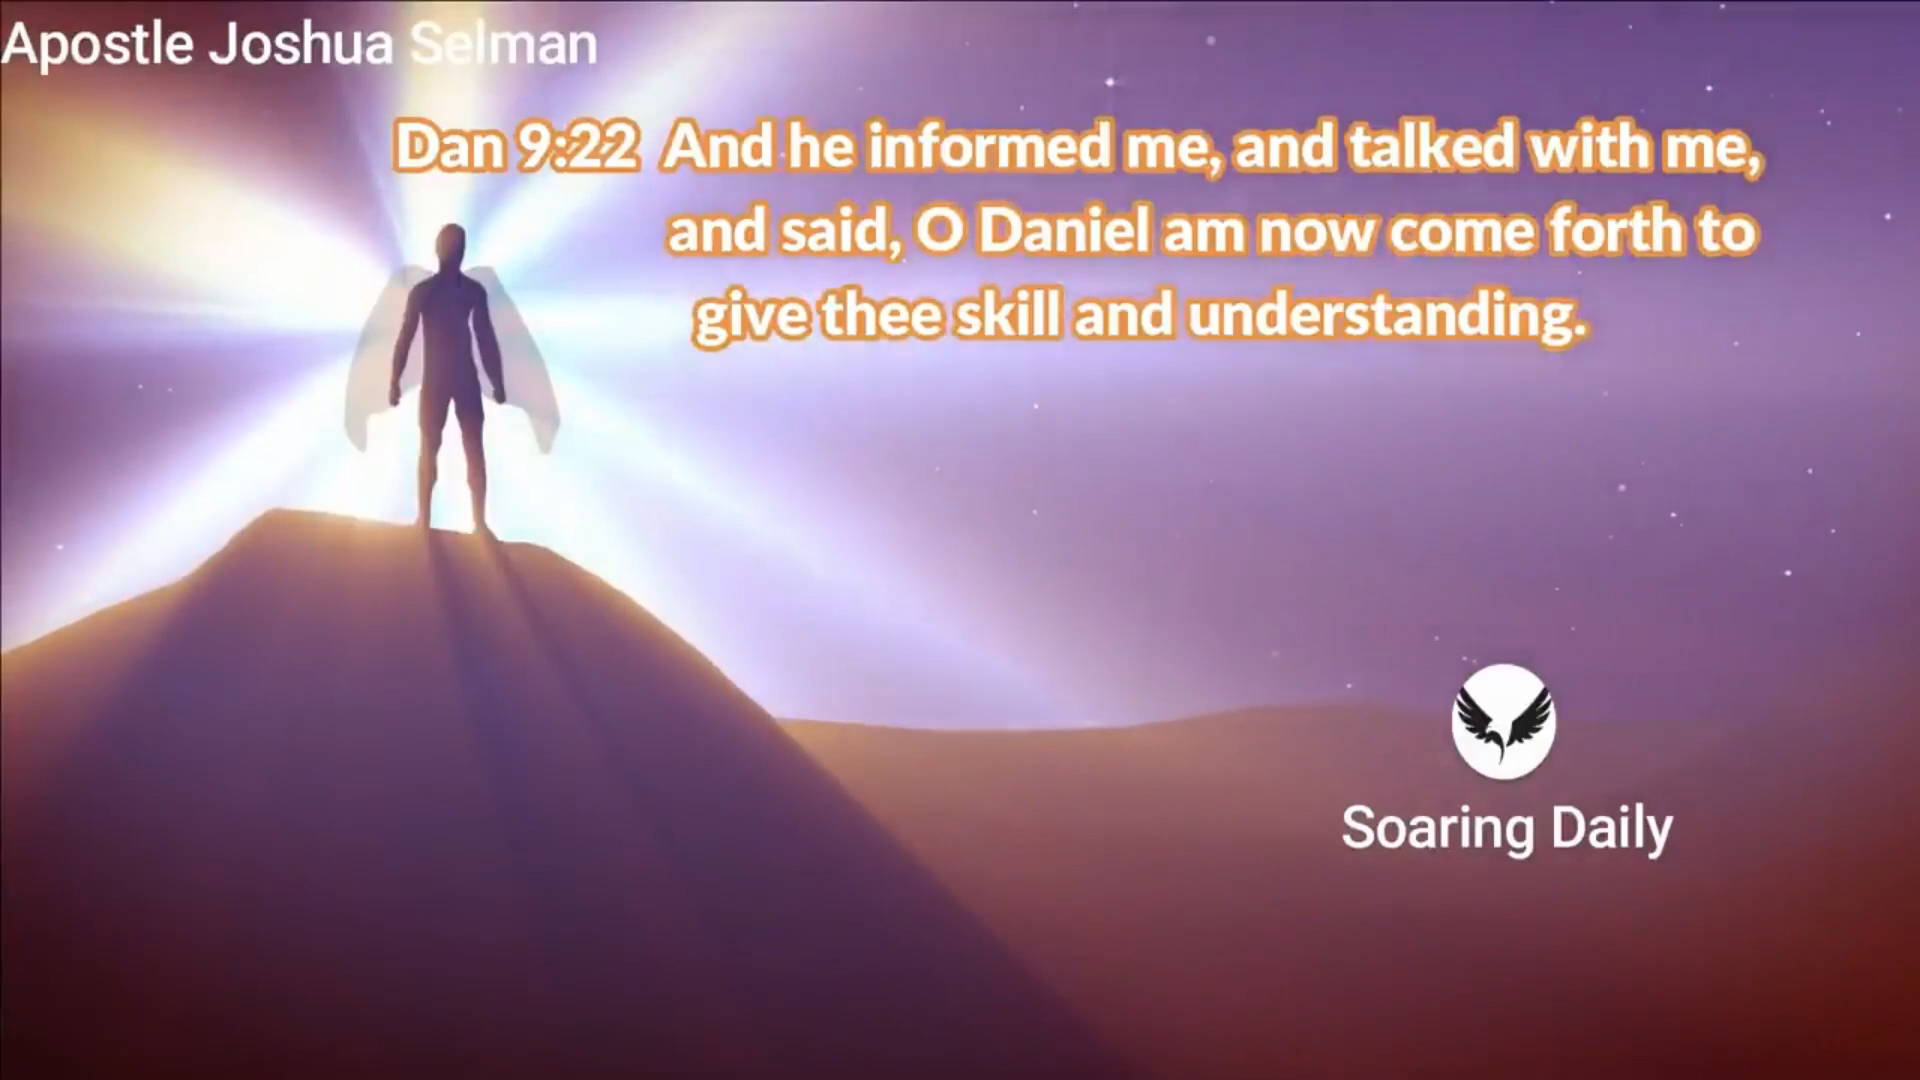 Apostle Joshua Selman
Dan 9:22 And he informed me, and talked with me,
and said, O Daniel am now come forth to
give thee skill and understanding.
Soaring Daily